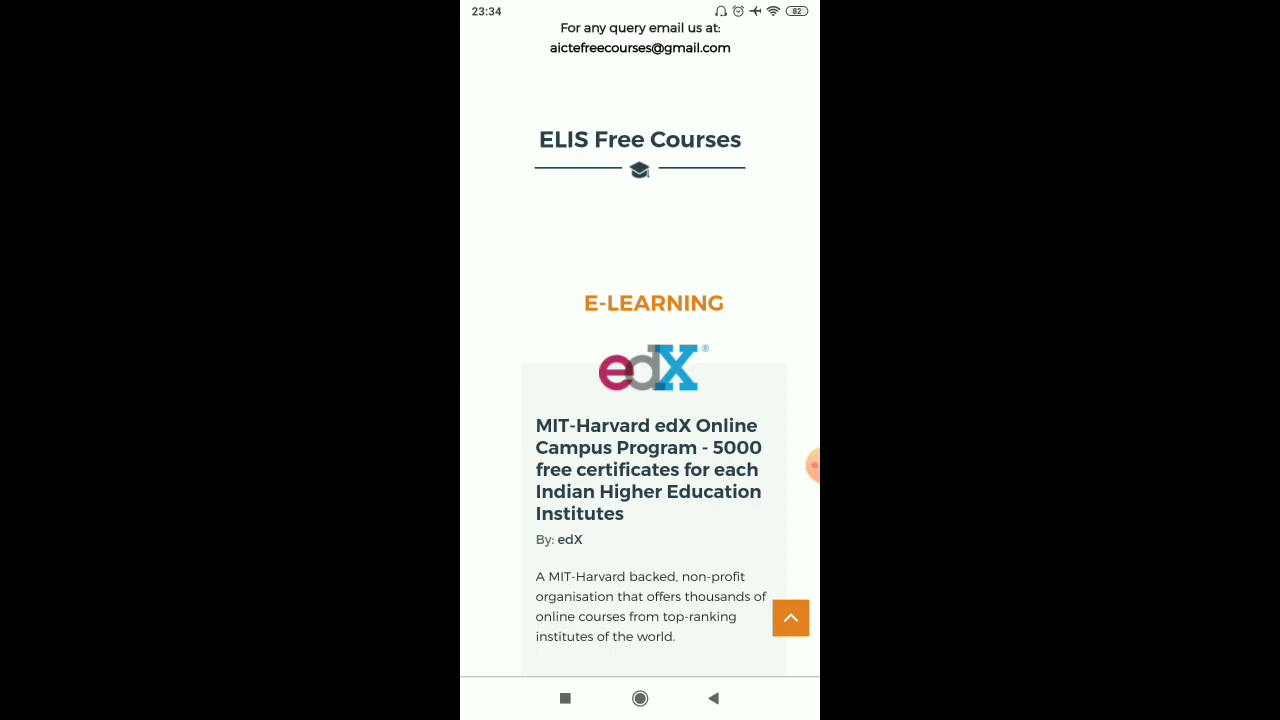 23:34
82
For any query email us at:
aictefreecourses@gmail.com
ELIS Free Courses
E-LEARNING
edX®
MIT-Harvard edX Online
Campus Program - 5000
free certificates for each
Indian Higher Education
Institutes
By: edX
A MIT-Harvard backed, non-profit
organisation that offers thousands of
online courses from top-ranking
institutes of the world.